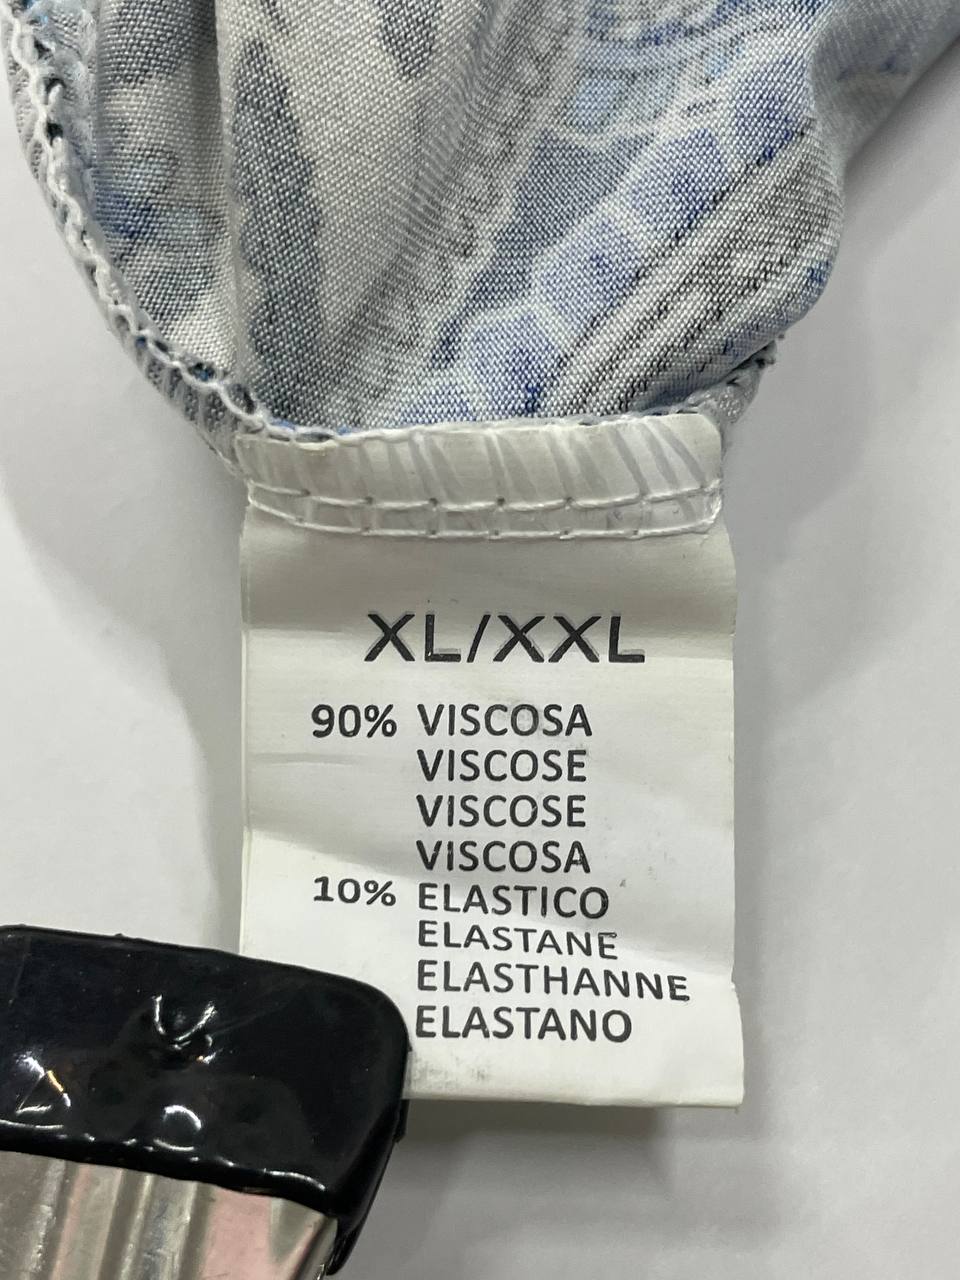 XL/XXL
90% VISCOSA
VISCOSE
VISCOSE
VISCOSA
10% ELASTICO
ELASTANE
ELASTHANNE
ELASTANO